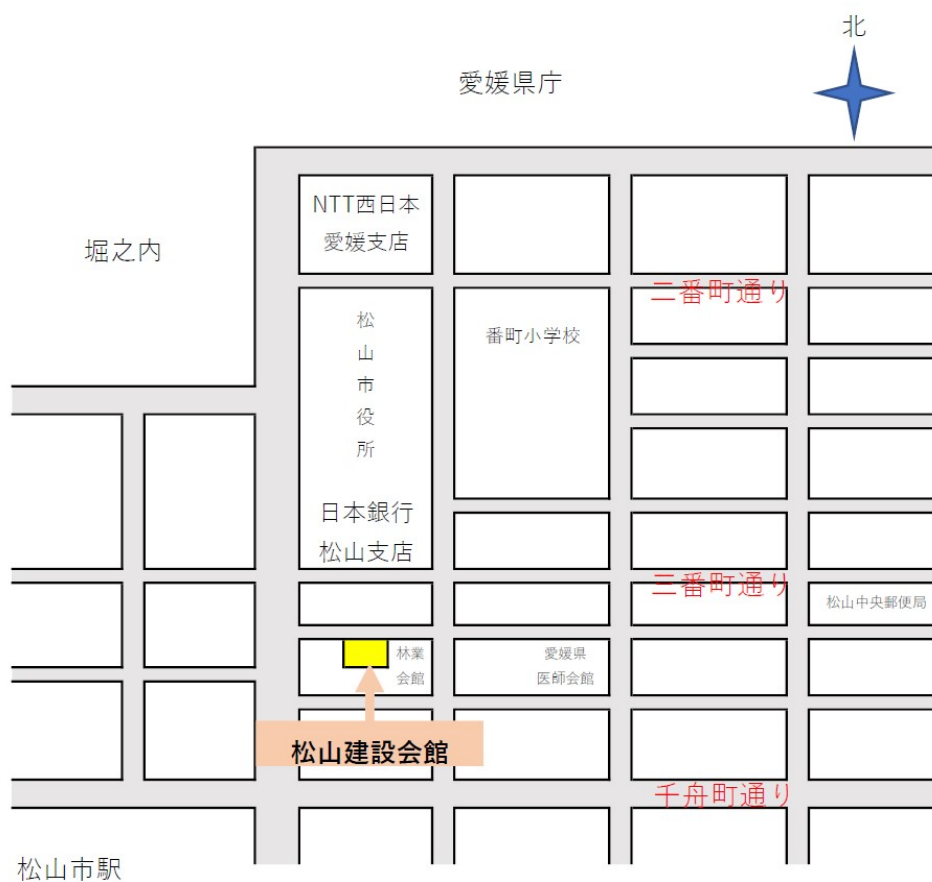 北
愛媛県庁
NTT西日本
愛媛支店
堀之内
二番町通り
松山市役所
番町小学校
日本銀行
松山支店
三番町通り
松山中央郵便局
林業
会館
愛媛県
医師会館
松山建設会館
千舟町通り
松山市駅